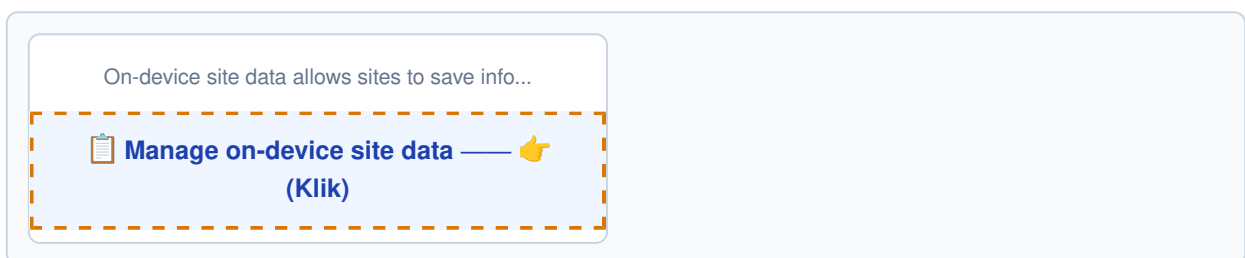 On-device site data allows sites to save info...
📋 Manage on-device site data —— 👉
(Klik)